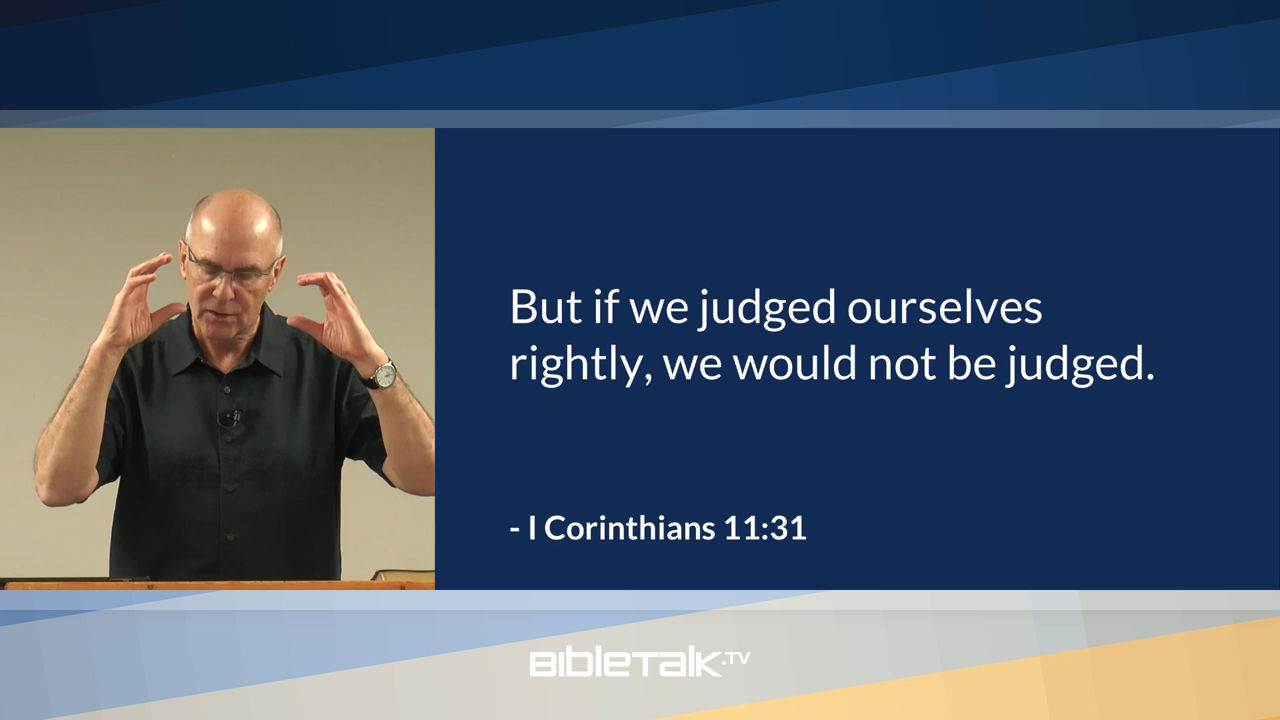 But if we judged ourselves
rightly, we would not be judged.
- I Corinthians 11:31
BibleTalk.TV